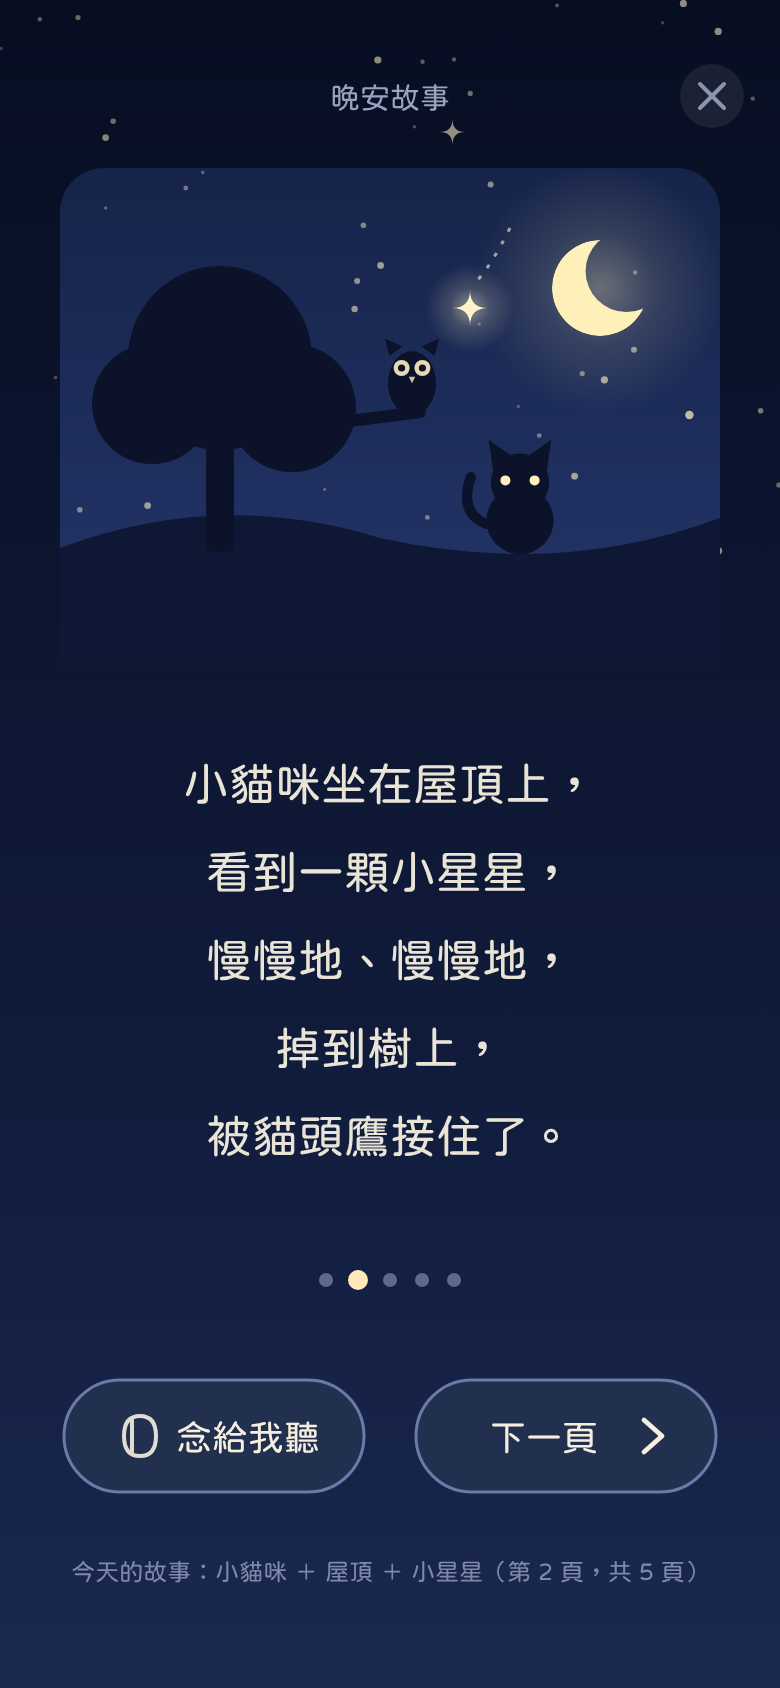 晚安故事
小貓咪坐在屋頂上，
看到一顆小星星，
慢慢地、慢慢地，
掉到樹上，
被貓頭鷹接住了。
念給我聽
下一頁
今天的故事：小貓咪 ＋ 屋頂 ＋ 小星星（第 2 頁，共 5 頁）